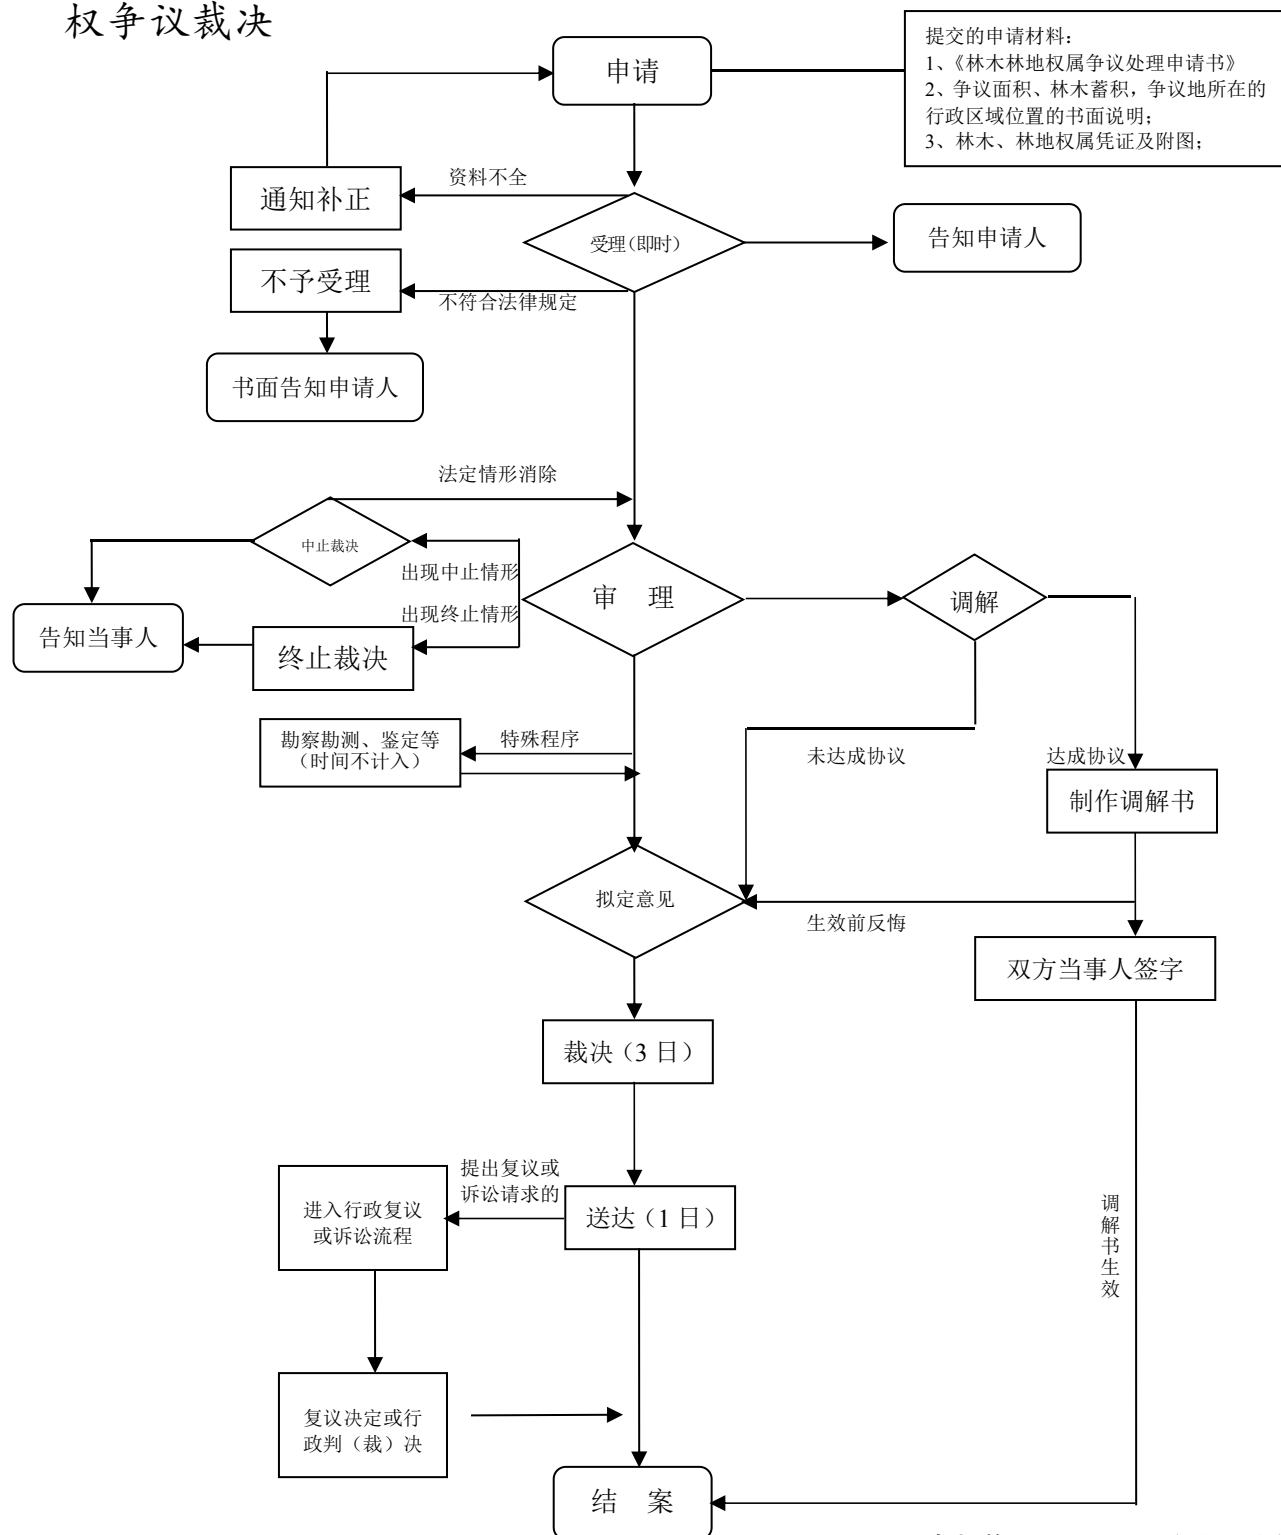 权争议裁决
申请
提交的申请材料：
1、《林木林地权属争议处理申请书》
2、争议面积、林木蓄积，争议地所在的
行政区域位置的书面说明；
3、林木、林地权属凭证及附图；
资料不全
通知补正
受理（即时）
告知申请人
不予受理
不符合法律规定
书面告知申请人
法定情形消除
中止裁决
出现中止情形
审 理
调解
出现终止情形
告知当事人
终止裁决
勘察勘测、鉴定等
（时间不计入）
特殊程序
未达成协议
达成协议
制作调解书
拟定意见
生效前反悔
双方当事人签字
裁决（3 日）
提出复议或
诉讼请求的
进入行政复议
或诉讼流程
送达（1 日）
调
解
书
生
效
复议决定或行
政判（裁）决
结 案